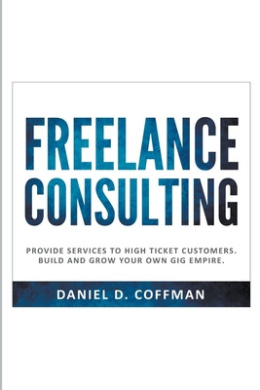 FREELANCE
CONSULTING
PROVIDE SERVICES TO HIGH TICKET CUSTOMERS.
BUILD AND GROW YOUR OWN GIG EMPIRE.
DANIEL D. COFFMAN